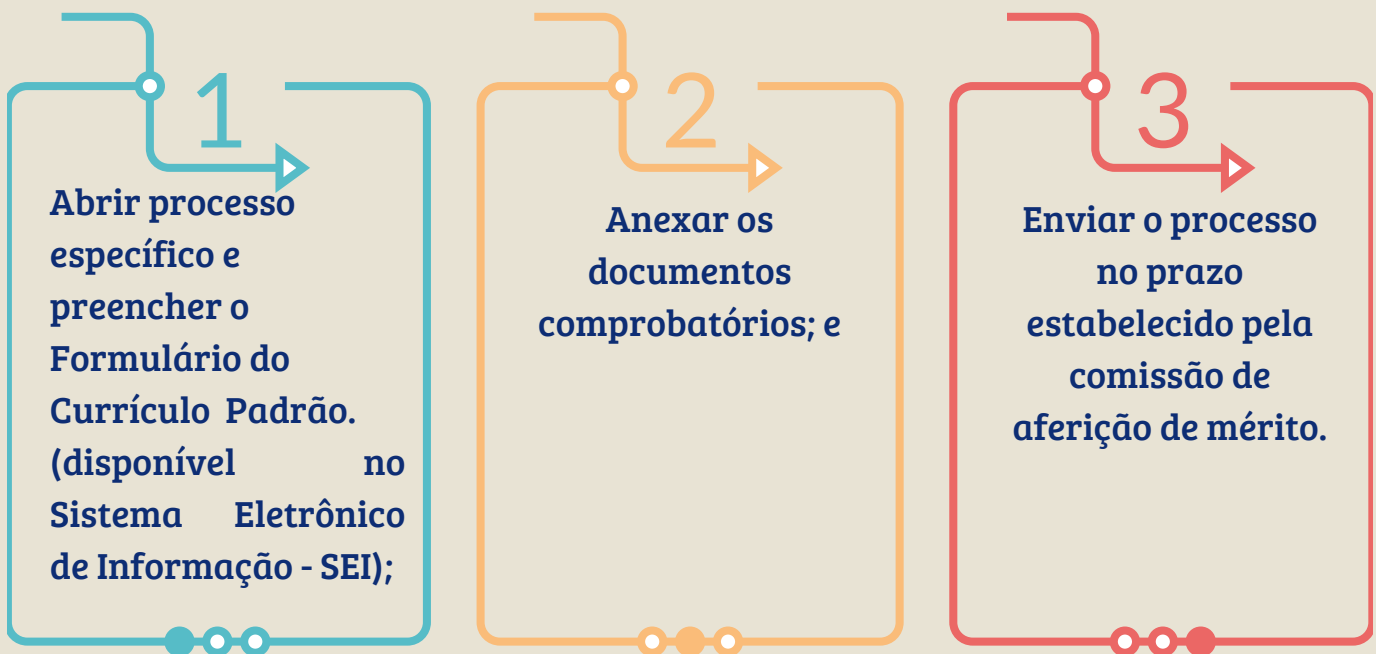 1
Abrir processo
específico e
preencher o
Formulário do
Currículo Padrão.
(disponível no
Sistema Eletrônico
de Informação - SEI);
2
Anexar os
documentos
comprobatórios; e
3
Enviar o processo
no prazo
estabelecido pela
comissão de
aferição de mérito.